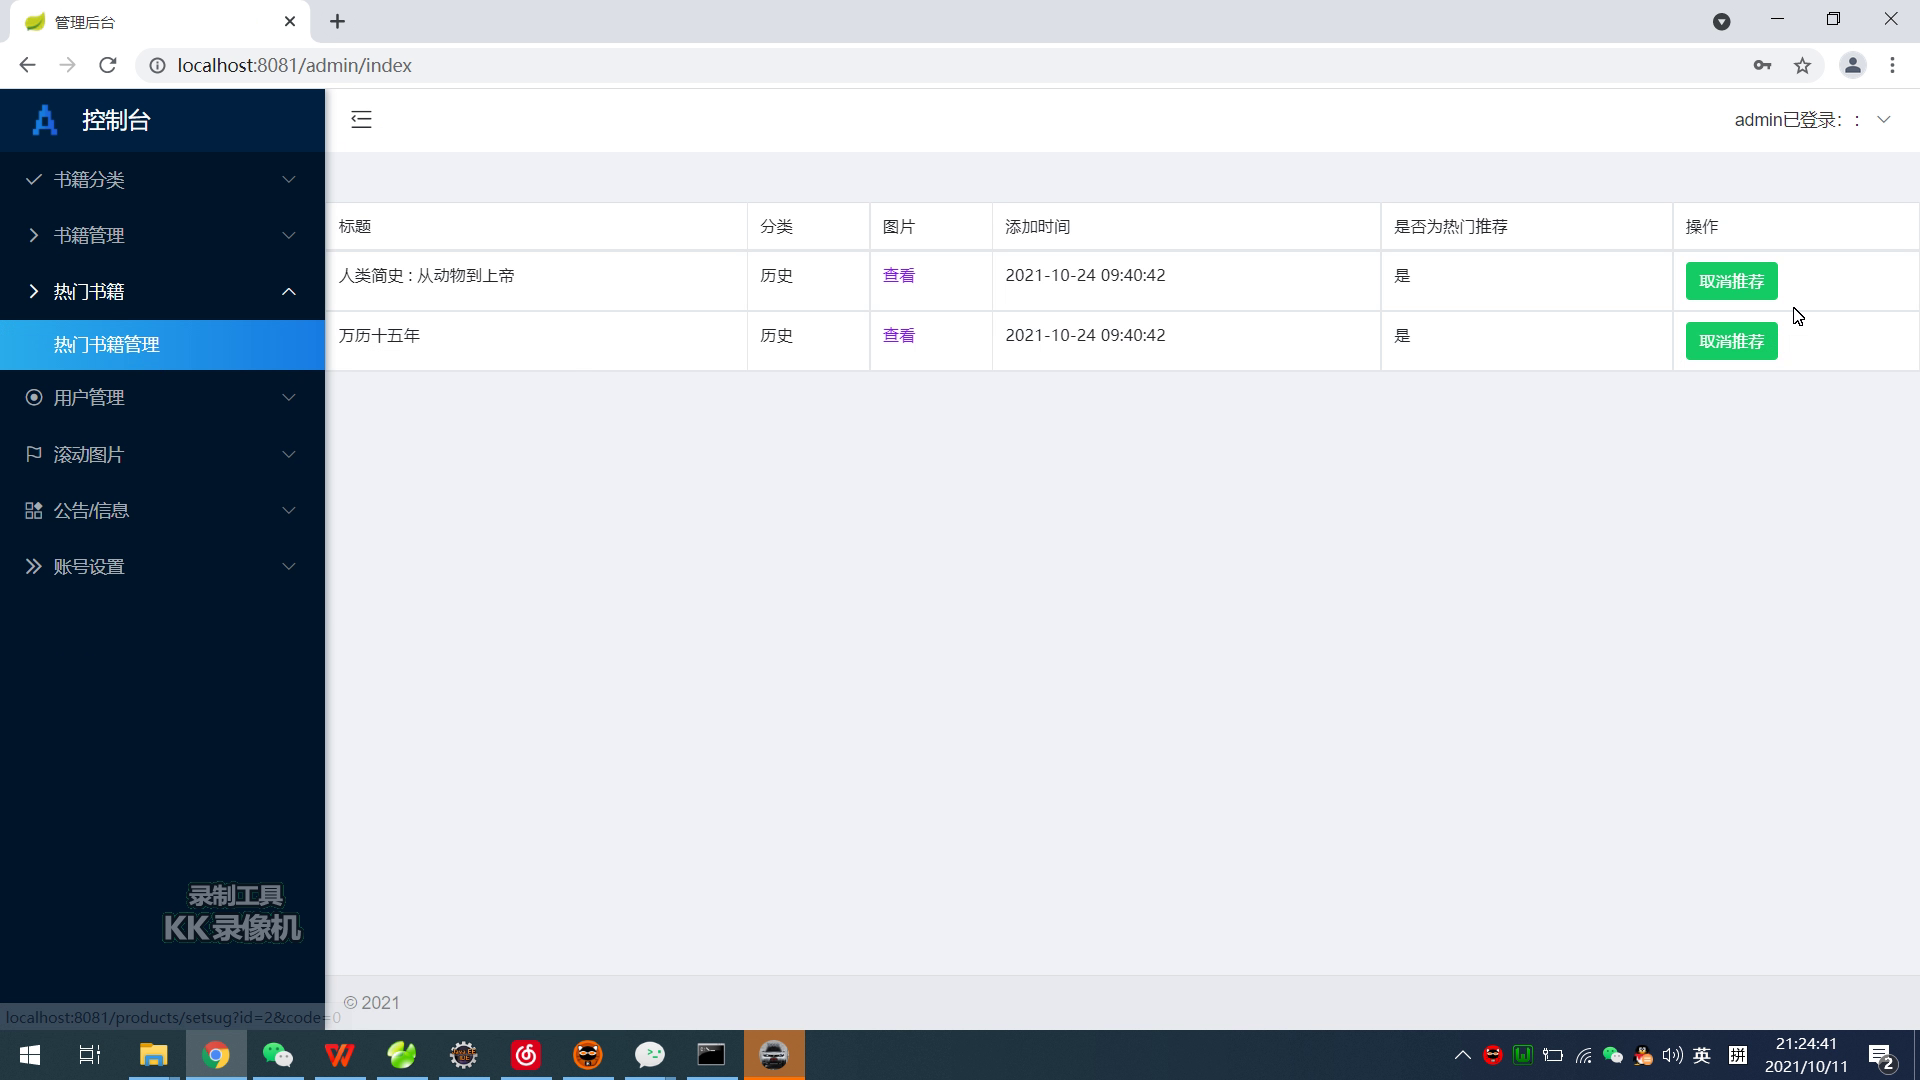 管理后台
localhost:8081/admin/index
控制台
admin已登录: :
书籍分类
书籍管理
热门书籍
热门书籍管理
用户管理
滚动图片
公告/信息
账号设置
标题 分类 图片 添加时间 是否为热门推荐 操作
人类简史 : 从动物到上帝 历史 查看 2021-10-24 09:40:42 是 取消推荐
万历十五年 历史 查看 2021-10-24 09:40:42 是 取消推荐
录制工具
KK 录像机
© 2021
localhost:8081/products/setsug?id=2&code=0
英
拼
21:24:41
2021/10/11
2